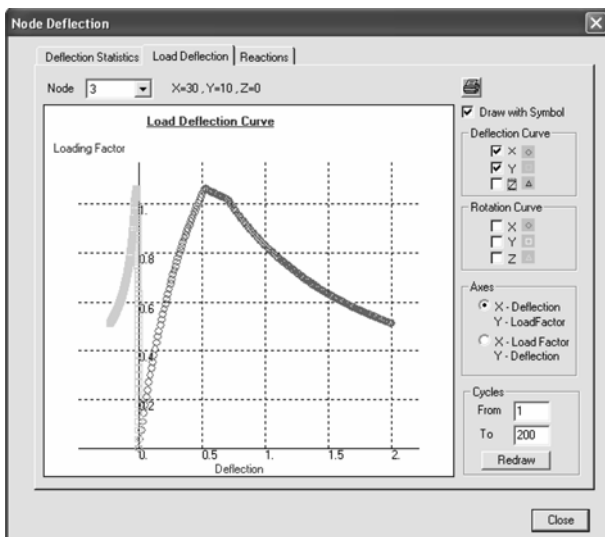 Node Deflection
Deflection Statistics Load Deflection Reactions
Node 3 X=30 , Y=10 , Z=0
Draw with Symbol
Load Deflection Curve
Loading Factor
1.
0.8
0.6
0.4
0.2
0. 0.5 1. 1.5 2.
Deflection
Deflection Curve
X
Y
Z
Rotation Curve
X
Y
Z
Axes
X - Deflection
Y - LoadFactor
X - Load Factor
Y - Deflection
Cycles
From 1
To 200
Redraw
Close